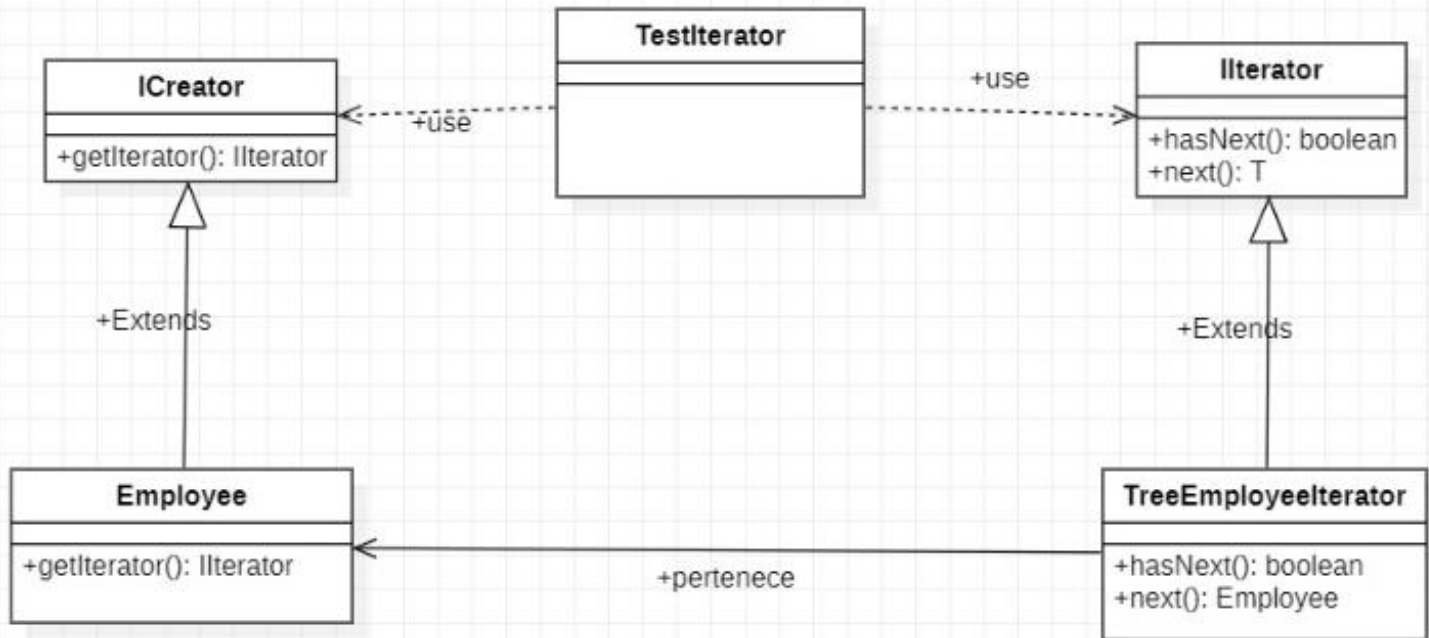 TestIterator
ICreator
+getIterator(): IIterator
+use
+use
IIterator
+hasNext(): boolean
+next(): T
+Extends
+Extends
Employee
+getIterator(): IIterator
+pertenece
TreeEmployeeIterator
+hasNext(): boolean
+next(): Employee